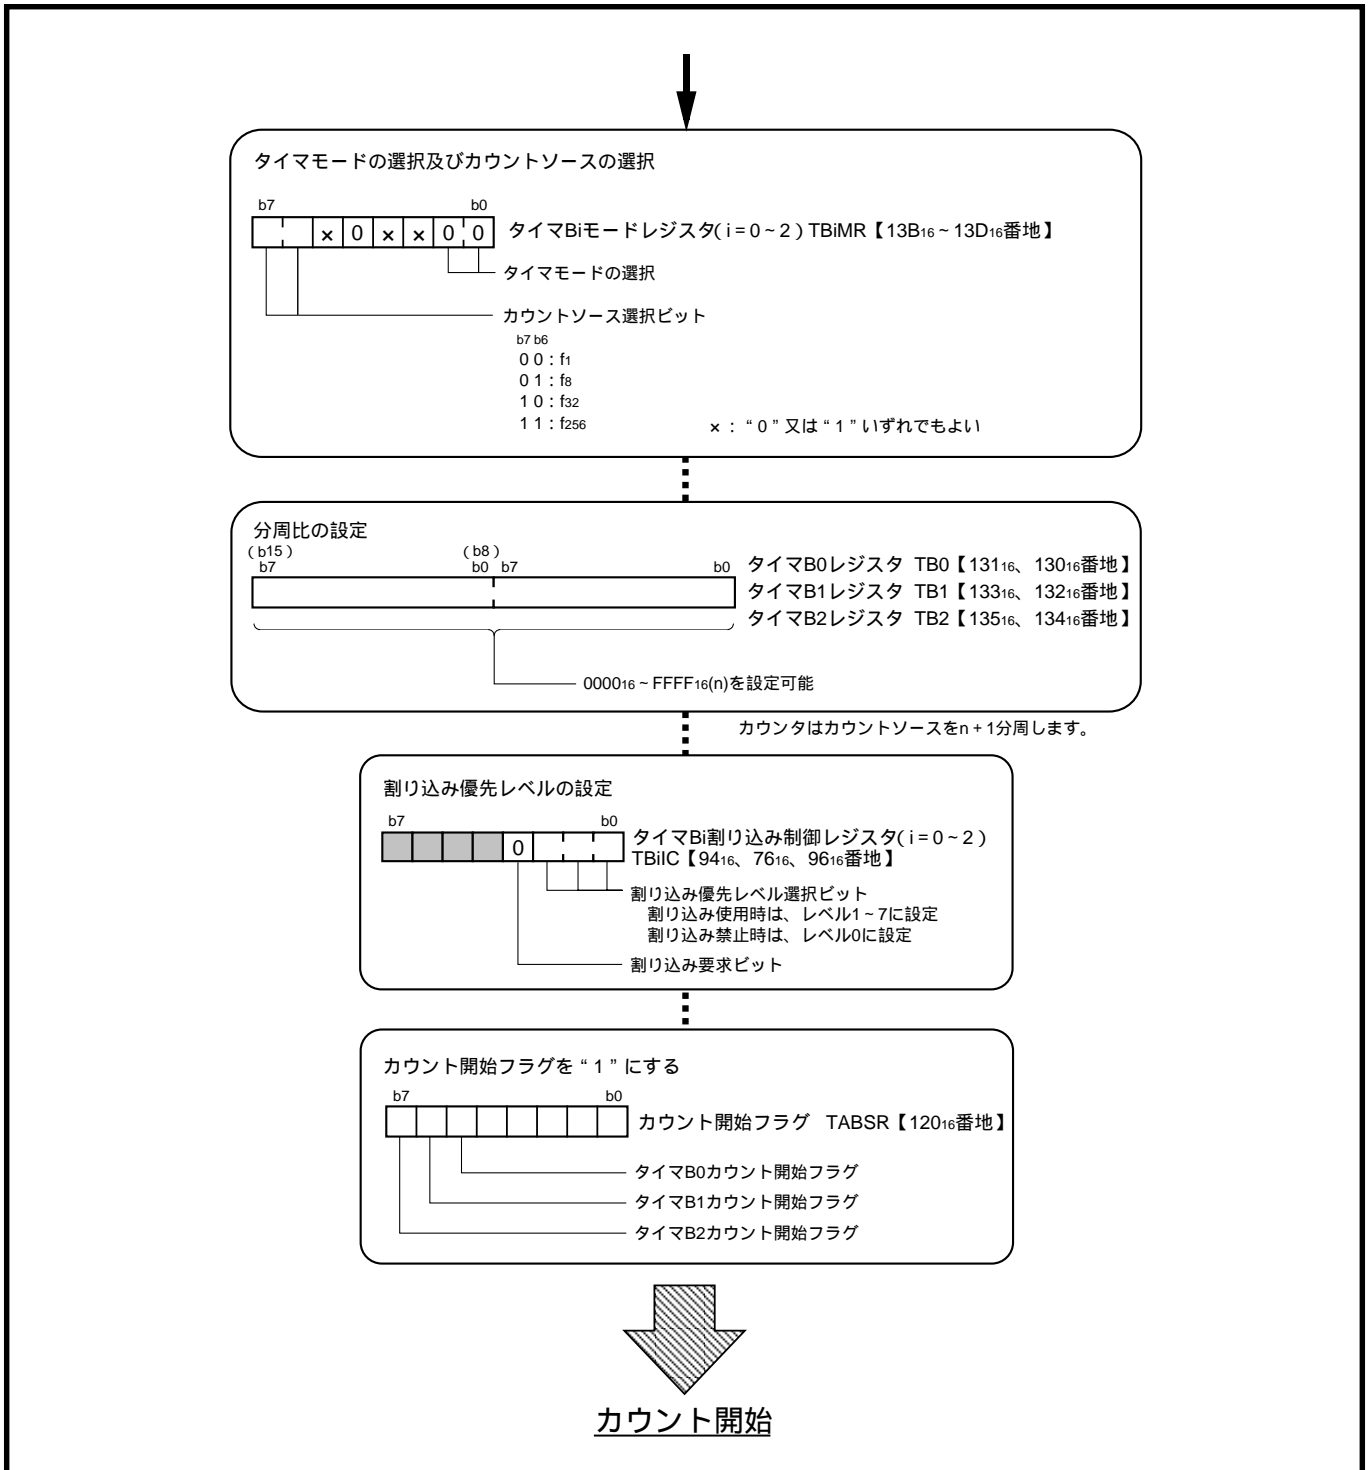 タイマモードの選択及びカウントソースの選択
b7 b0
× 0 × × 0 0 タイマBiモードレジスタ( i = 0 ~ 2 ) TBiMR【13B16 ~ 13D16番地】
タイマモードの選択
カウントソース選択ビット
b7 b6
0 0 : f1
0 1 : f8
1 0 : f32
1 1 : f256 × : “ 0 ” 又は “ 1 ” いずれでもよい
分周比の設定
( b15 ) ( b8 )
b7 b0 b7 b0
タイマB0レジスタ TB0【13116、13016番地】
タイマB1レジスタ TB1【13316、13216番地】
タイマB2レジスタ TB2【13516、13416番地】
000016 ~ FFFF16(n)を設定可能
カウンタはカウントソースをn + 1分周します。
割り込み優先レベルの設定
b7 b0
0 タイマBi割り込み制御レジスタ( i = 0 ~ 2 )
TBiIC【9416、7616、9616番地】
割り込み優先レベル選択ビット
割り込み使用時は、レベル1 ~ 7に設定
割り込み禁止時は、レベル0に設定
割り込み要求ビット
カウント開始フラグを “ 1 ” にする
b7 b0
カウント開始フラグ TABSR【12016番地】
タイマB0カウント開始フラグ
タイマB1カウント開始フラグ
タイマB2カウント開始フラグ
カウント開始